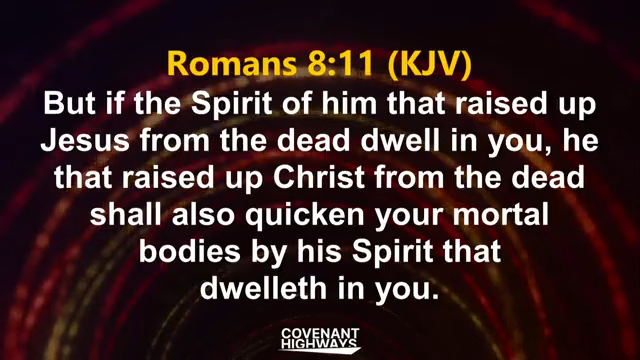 Romans 8:11 (KJV)
But if the Spirit of him that raised up
Jesus from the dead dwell in you, he
that raised up Christ from the dead
shall also quicken your mortal
bodies by his Spirit that
dwelleth in you.
COVENANT
HIGHWAYS